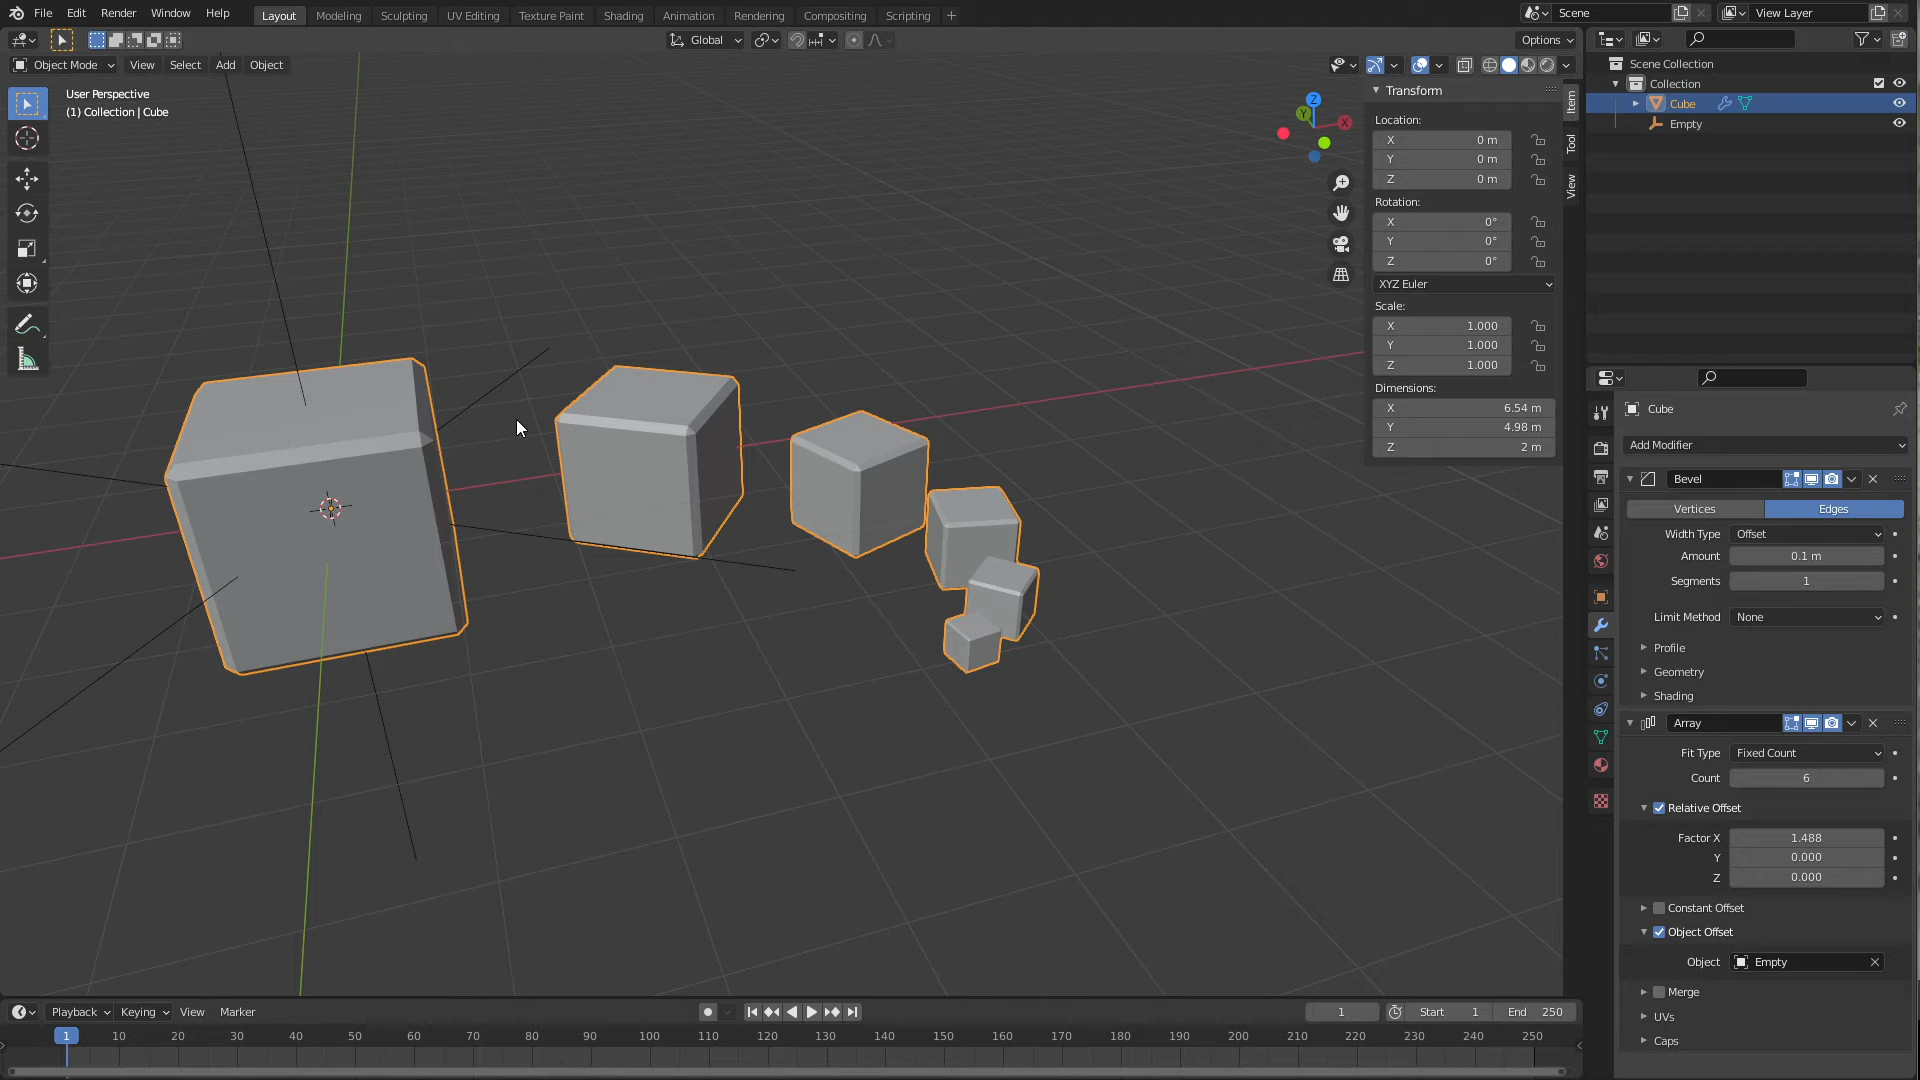 File Edit Render Window Help Layout Modeling Sculpting UV Editing Texture Paint Shading Animation Rendering Compositing Scripting + Scene View Layer
Global Options
Object Mode View Select Add Object
User Perspective
(1) Collection | Cube
Z
Y
X
Transform
Location:
X 0 m
Y 0 m
Z 0 m
Rotation:
X 0°
Y 0°
Z 0°
XYZ Euler
Scale:
X 1.000
Y 1.000
Z 1.000
Dimensions:
X 6.54 m
Y 4.98 m
Z 2 m
Item
Tool
View
Scene Collection
Collection
Cube
Empty
Cube
Add Modifier
Bevel
Vertices Edges
Width Type Offset
Amount 0.1 m
Segments 1
Limit Method None
Profile
Geometry
Shading
Array
Fit Type Fixed Count
Count 6
Relative Offset
Factor X 1.488
Y 0.000
Z 0.000
Constant Offset
Object Offset
Object Empty
Merge
UVs
Caps
Playback Keying View Marker 1 Start 1 End 250
1 10 20 30 40 50 60 70 80 90 100 110 120 130 140 150 160 170 180 190 200 210 220 230 240 250